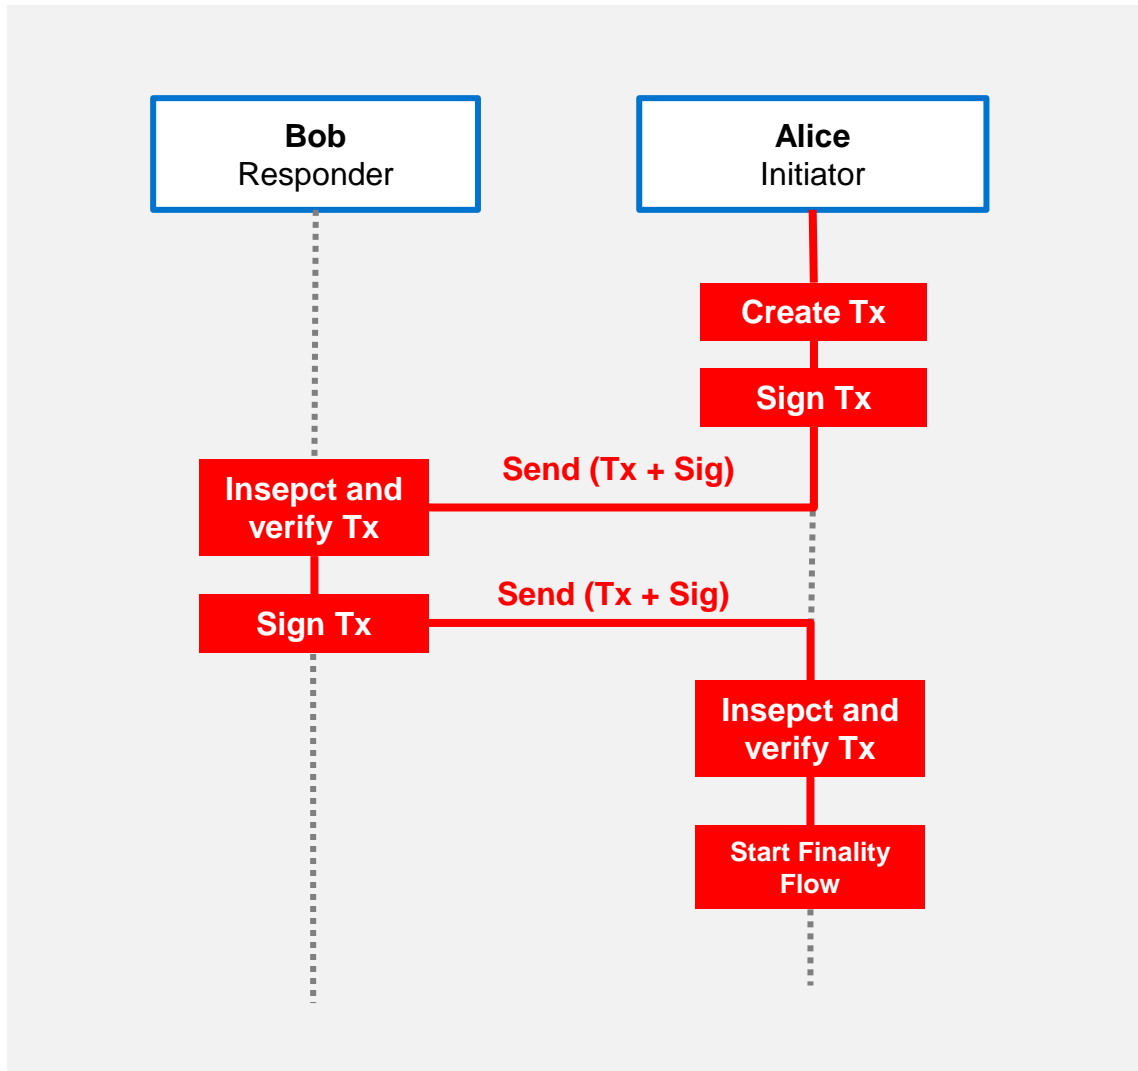 Bob
Responder
Alice
Initiator
Create Tx
Sign Tx
Send (Tx + Sig)
Insepct and
verify Tx
Send (Tx + Sig)
Sign Tx
Insepct and
verify Tx
Start Finality
Flow